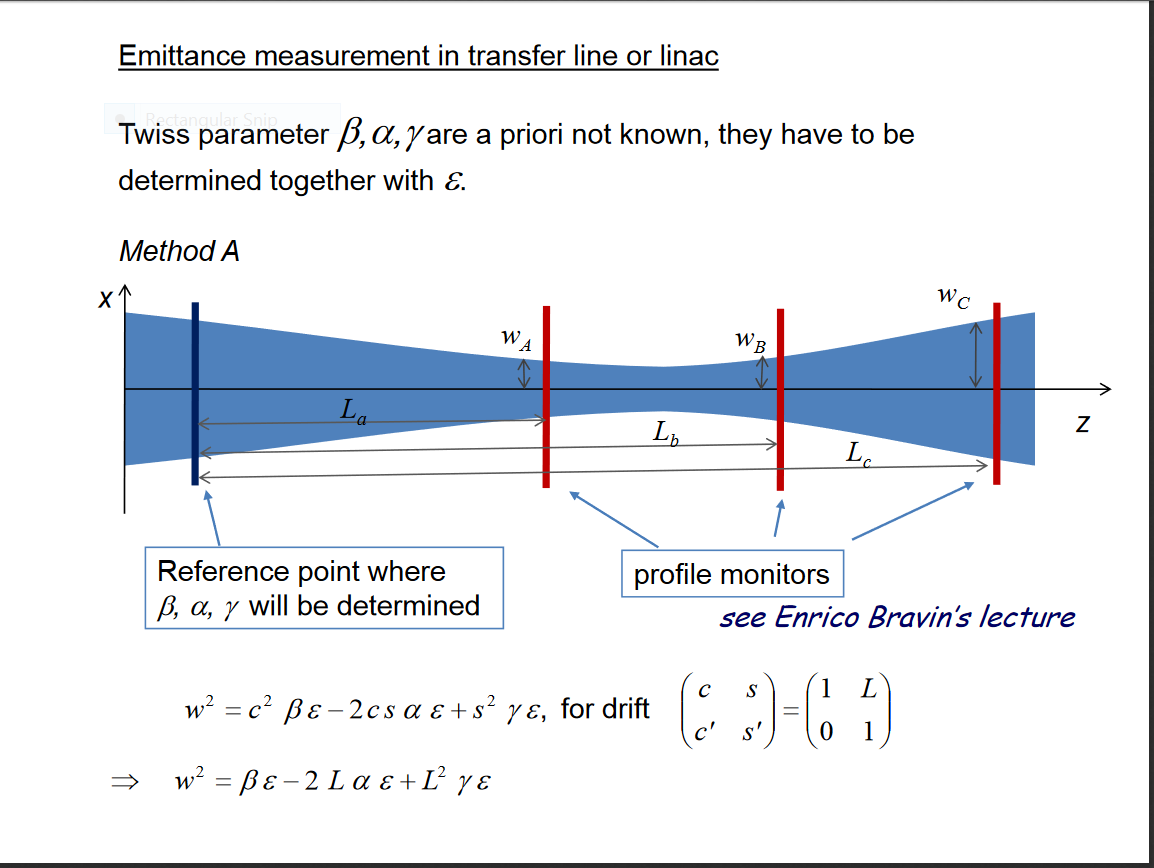 Emittance measurement in transfer line or linac
Rectangular Snip
Twiss parameter β, α, γ are a priori not known, they have to be
determined together with ε.
Method A
x
w_A
w_B
w_C
L_a
L_b
L_c
z
Reference point where
β, α, γ will be determined
profile monitors
see Enrico Bravin's lecture
w² = c² β ε − 2 c s α ε + s² γ ε, for drift (c s; c' s') = (1 L; 0 1)
⇒ w² = β ε − 2 L α ε + L² γ ε